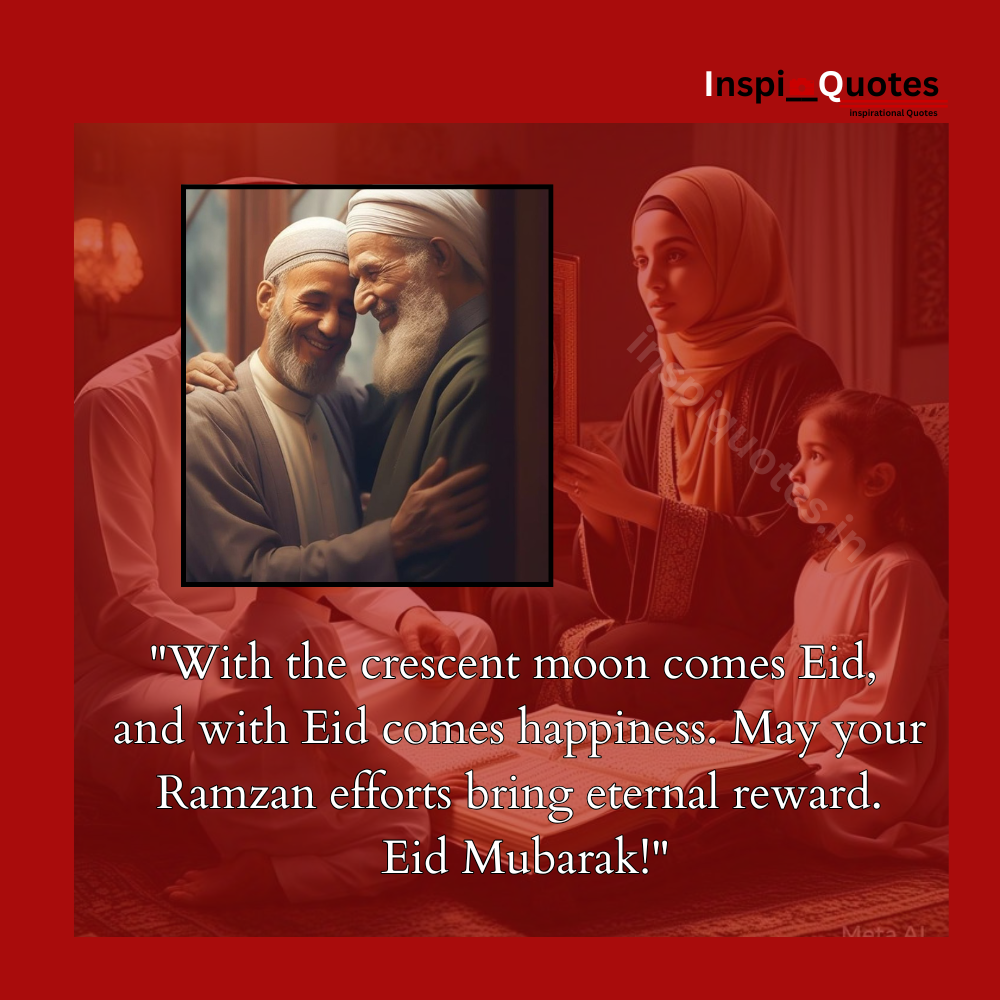 Inspi_Quotes
inspirational Quotes
inspiquotes.in
"With the crescent moon comes Eid,
and with Eid comes happiness. May your
Ramzan efforts bring eternal reward.
Eid Mubarak!"
Meta AI